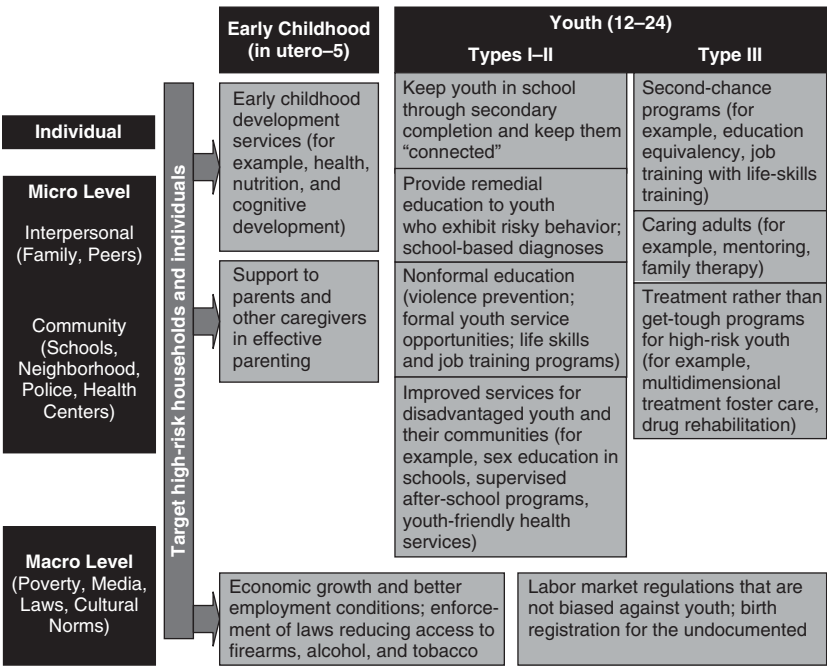 Early Childhood
(in utero–5)
Youth (12–24)
Types I–II
Type III
Individual
Micro Level
Interpersonal
(Family, Peers)
Community
(Schools,
Neighborhood,
Police, Health
Centers)
Macro Level
(Poverty, Media,
Laws, Cultural
Norms)
Target high-risk households and individuals
Early childhood
development
services (for
example, health,
nutrition, and
cognitive
development)
Support to
parents and
other caregivers
in effective
parenting
Keep youth in school
through secondary
completion and keep them
“connected”
Provide remedial
education to youth
who exhibit risky behavior;
school-based diagnoses
Nonformal education
(violence prevention;
formal youth service
opportunities; life skills
and job training programs)
Improved services for
disadvantaged youth and
their communities (for
example, sex education in
schools, supervised
after-school programs,
youth-friendly health
services)
Second-chance
programs (for
example, education
equivalency, job
training with life-skills
training)
Caring adults (for
example, mentoring,
family therapy)
Treatment rather than
get-tough programs
for high-risk youth
(for example,
multidimensional
treatment foster care,
drug rehabilitation)
Economic growth and better
employment conditions; enforce-
ment of laws reducing access to
firearms, alcohol, and tobacco
Labor market regulations that are
not biased against youth; birth
registration for the undocumented